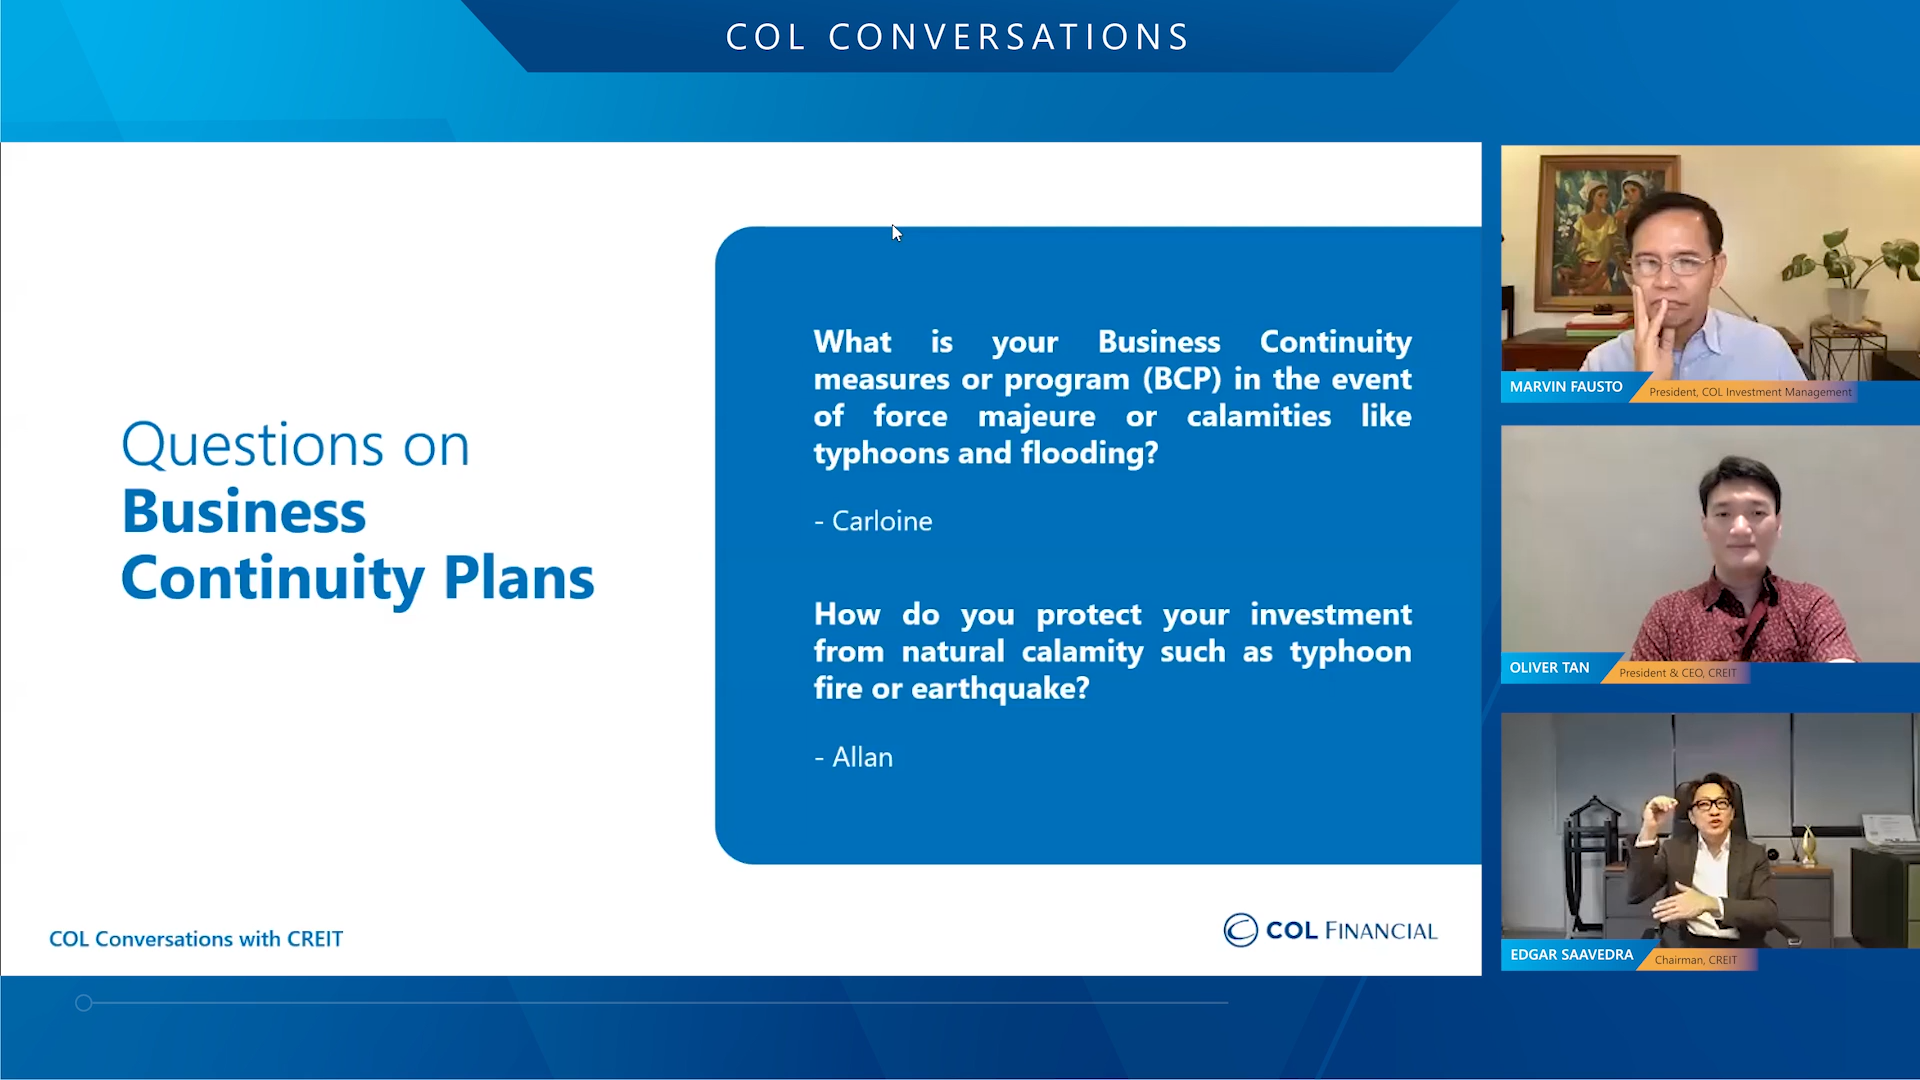 COL CONVERSATIONS
Questions on
Business
Continuity Plans
What is your Business Continuity
measures or program (BCP) in the event
of force majeure or calamities like
typhoons and flooding?
- Carloine
How do you protect your investment
from natural calamity such as typhoon
fire or earthquake?
- Allan
COL Conversations with CREIT
COL FINANCIAL
MARVIN FAUSTO
President, COL Investment Management
OLIVER TAN
President & CEO, CREIT
EDGAR SAAVEDRA
Chairman, CREIT